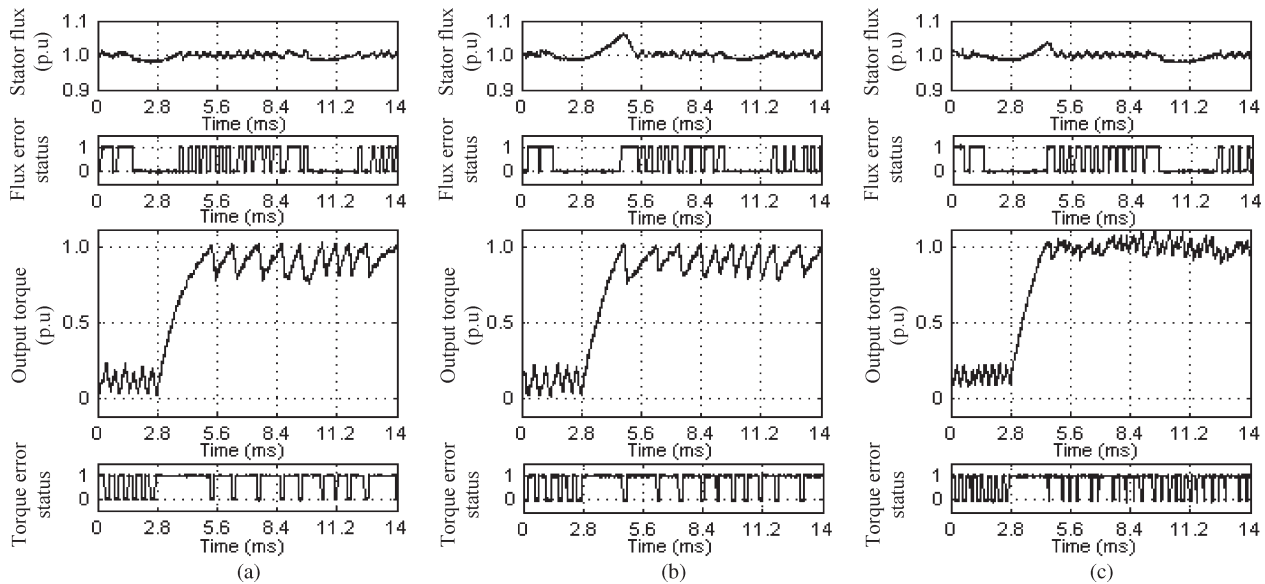 Stator flux
(p.u)
1.1
1.0
0.9
0 2.8 5.6 8.4 11.2 14
Time (ms)
Flux error
status
1
0
0 2.8 5.6 8.4 11.2 14
Time (ms)
Output torque
(p.u)
1.0
0.5
0
0 2.8 5.6 8.4 11.2 14
Time (ms)
Torque error
status
1
0
0 2.8 5.6 8.4 11.2 14
Time (ms)
(a)
Stator flux
(p.u)
1.1
1.0
0.9
0 2.8 5.6 8.4 11.2 14
Time (ms)
Flux error
status
1
0
0 2.8 5.6 8.4 11.2 14
Time (ms)
Output torque
(p.u)
1.0
0.5
0
0 2.8 5.6 8.4 11.2 14
Time (ms)
Torque error
status
1
0
0 2.8 5.6 8.4 11.2 14
Time (ms)
(b)
Stator flux
(p.u)
1.1
1.0
0.9
0 2.8 5.6 8.4 11.2 14
Time (ms)
Flux error
status
1
0
0 2.8 5.6 8.4 11.2 14
Time (ms)
Output torque
(p.u)
1.0
0.5
0
0 2.8 5.6 8.4 11.2 14
Time (ms)
Torque error
status
1
0
0 2.8 5.6 8.4 11.2 14
Time (ms)
(c)